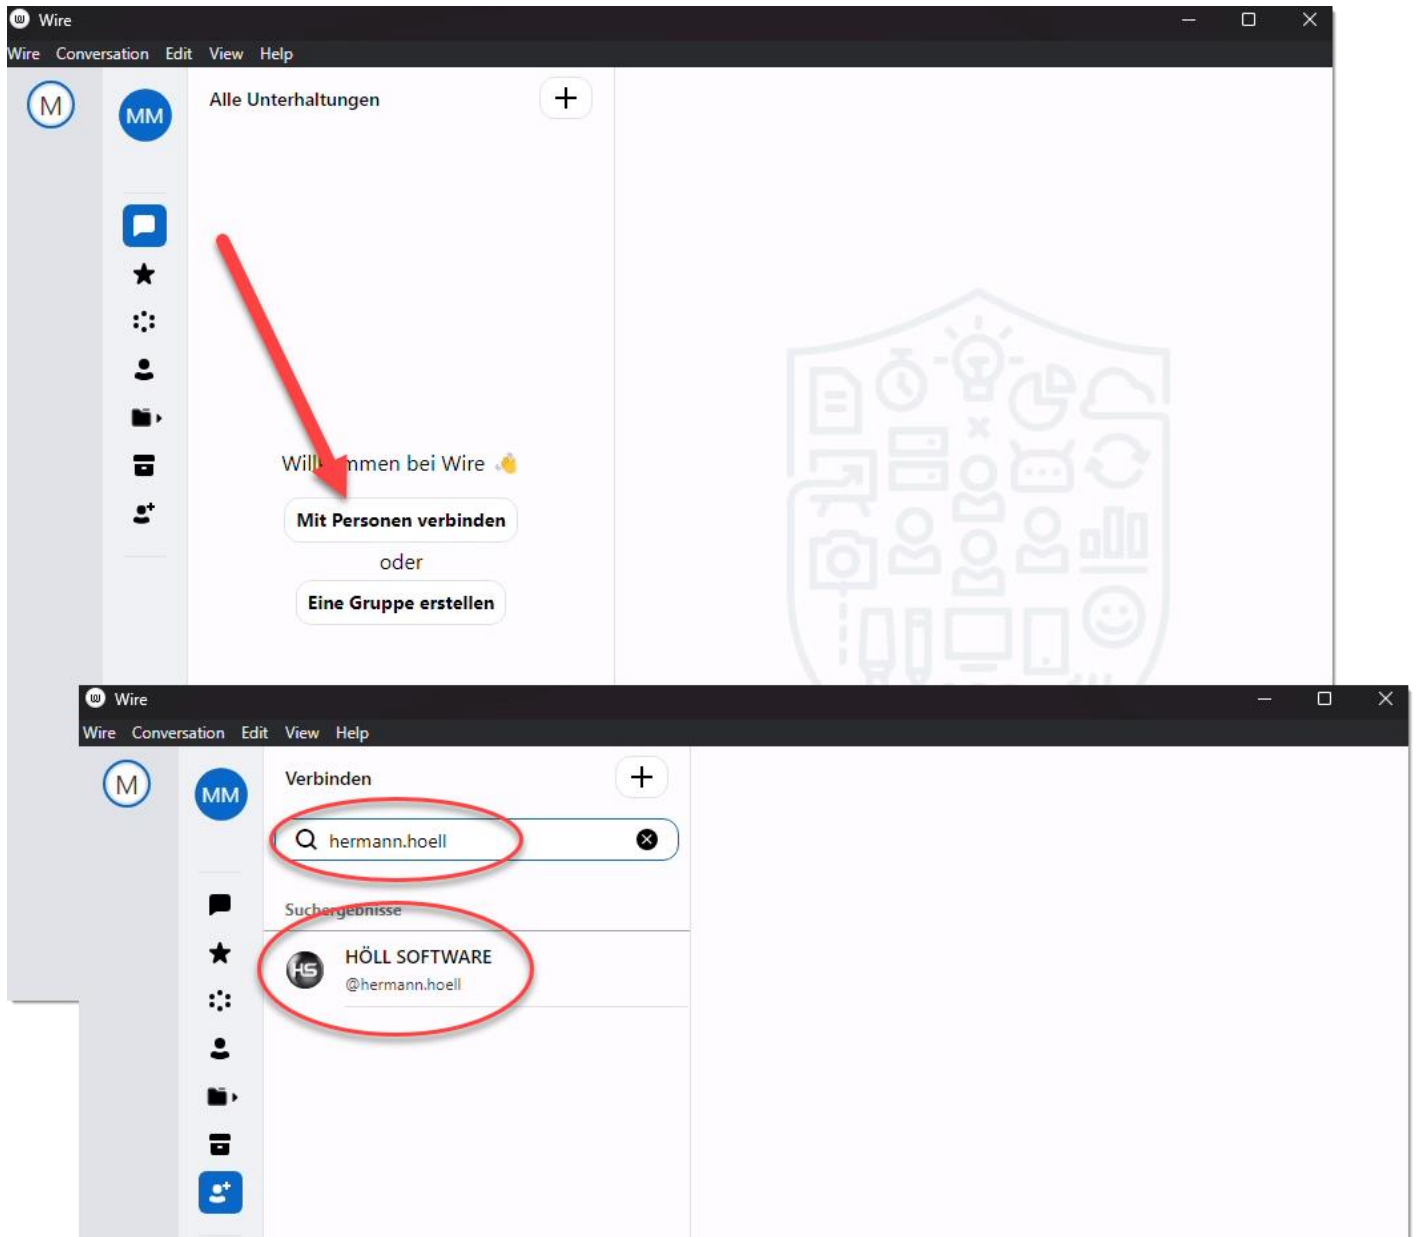 Wire
Wire Conversation Edit View Help
M
MM
Alle Unterhaltungen
Willkommen bei Wire 👋
Mit Personen verbinden
oder
Eine Gruppe erstellen
Wire
Wire Conversation Edit View Help
M
MM
Verbinden
hermann.hoell
Suchergebnisse
HS
HÖLL SOFTWARE
@hermann.hoell